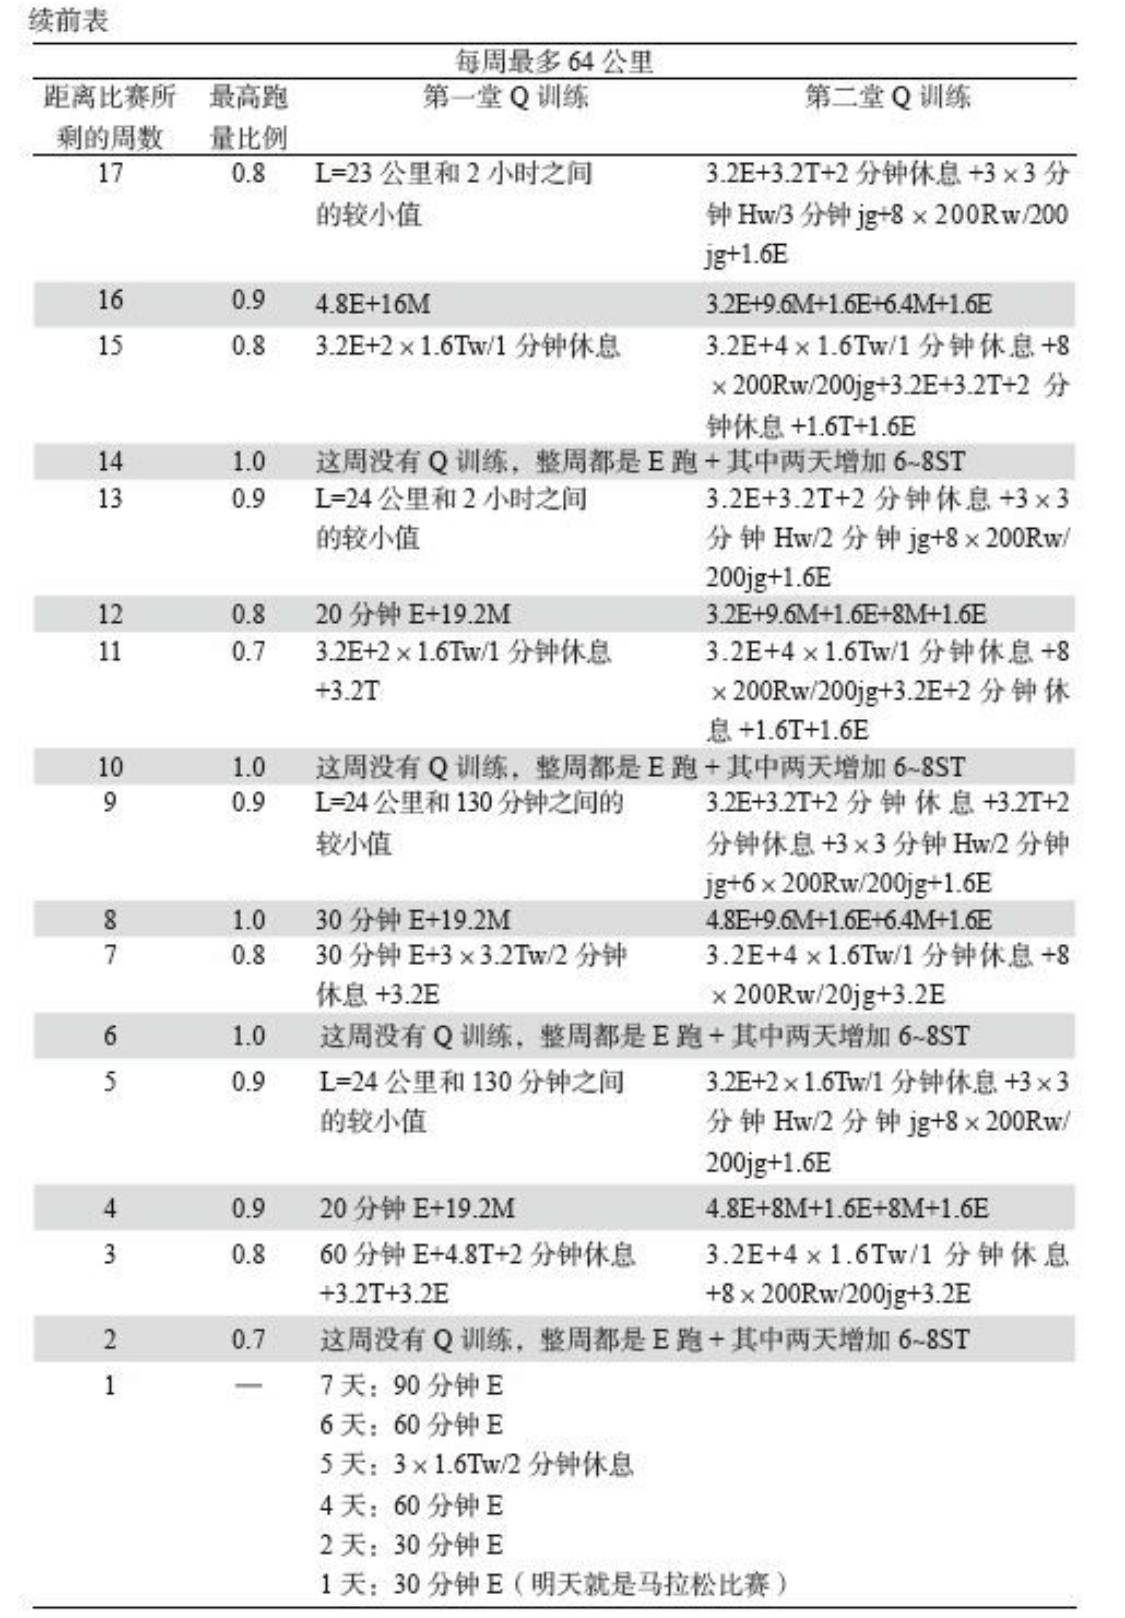 续前表
每周最多 64 公里
距离比赛所剩的周数 最高跑量比例 第一堂 Q 训练 第二堂 Q 训练
17 0.8 L=23 公里和 2 小时之间 3.2E+3.2T+2 分钟休息 +3 × 3 分
的较小值 钟 Hw/3 分钟 jg+8 × 200Rw/200
jg+1.6E
16 0.9 4.8E+16M 3.2E+9.6M+1.6E+6.4M+1.6E
15 0.8 3.2E+2 × 1.6Tw/1 分钟休息 3.2E+4 × 1.6Tw/1 分钟休息 +8
× 200Rw/200jg+3.2E+3.2T+2 分
钟休息 +1.6T+1.6E
14 1.0 这周没有 Q 训练，整周都是 E 跑 + 其中两天增加 6~8ST
13 0.9 L=24 公里和 2 小时之间 3.2E+3.2T+2 分钟休息 +3 × 3
的较小值 分钟 Hw/2 分钟 jg+8 × 200Rw/
200jg+1.6E
12 0.8 20 分钟 E+19.2M 3.2E+9.6M+1.6E+8M+1.6E
11 0.7 3.2E+2 × 1.6Tw/1 分钟休息 3.2E+4 × 1.6Tw/1 分钟休息 +8
+3.2T × 200Rw/200jg+3.2E+2 分钟休
息 +1.6T+1.6E
10 1.0 这周没有 Q 训练，整周都是 E 跑 + 其中两天增加 6~8ST
9 0.9 L=24 公里和 130 分钟之间的 3.2E+3.2T+2 分钟休息 +3.2T+2
较小值 分钟休息 +3 × 3 分钟 Hw/2 分钟
jg+6 × 200Rw/200jg+1.6E
8 1.0 30 分钟 E+19.2M 4.8E+9.6M+1.6E+6.4M+1.6E
7 0.8 30 分钟 E+3 × 3.2Tw/2 分钟 3.2E+4 × 1.6Tw/1 分钟休息 +8
休息 +3.2E × 200Rw/20jg+3.2E
6 1.0 这周没有 Q 训练，整周都是 E 跑 + 其中两天增加 6~8ST
5 0.9 L=24 公里和 130 分钟之间 3.2E+2 × 1.6Tw/1 分钟休息 +3 × 3
的较小值 分钟 Hw/2 分钟 jg+8 × 200Rw/
200jg+1.6E
4 0.9 20 分钟 E+19.2M 4.8E+8M+1.6E+8M+1.6E
3 0.8 60 分钟 E+4.8T+2 分钟休息 3.2E+4 × 1.6Tw/1 分钟休息
+3.2T+3.2E +8 × 200Rw/200jg+3.2E
2 0.7 这周没有 Q 训练，整周都是 E 跑 + 其中两天增加 6~8ST
1 — 7 天：90 分钟 E
6 天：60 分钟 E
5 天：3 × 1.6Tw/2 分钟休息
4 天：60 分钟 E
2 天：30 分钟 E
1 天：30 分钟 E（明天就是马拉松比赛）